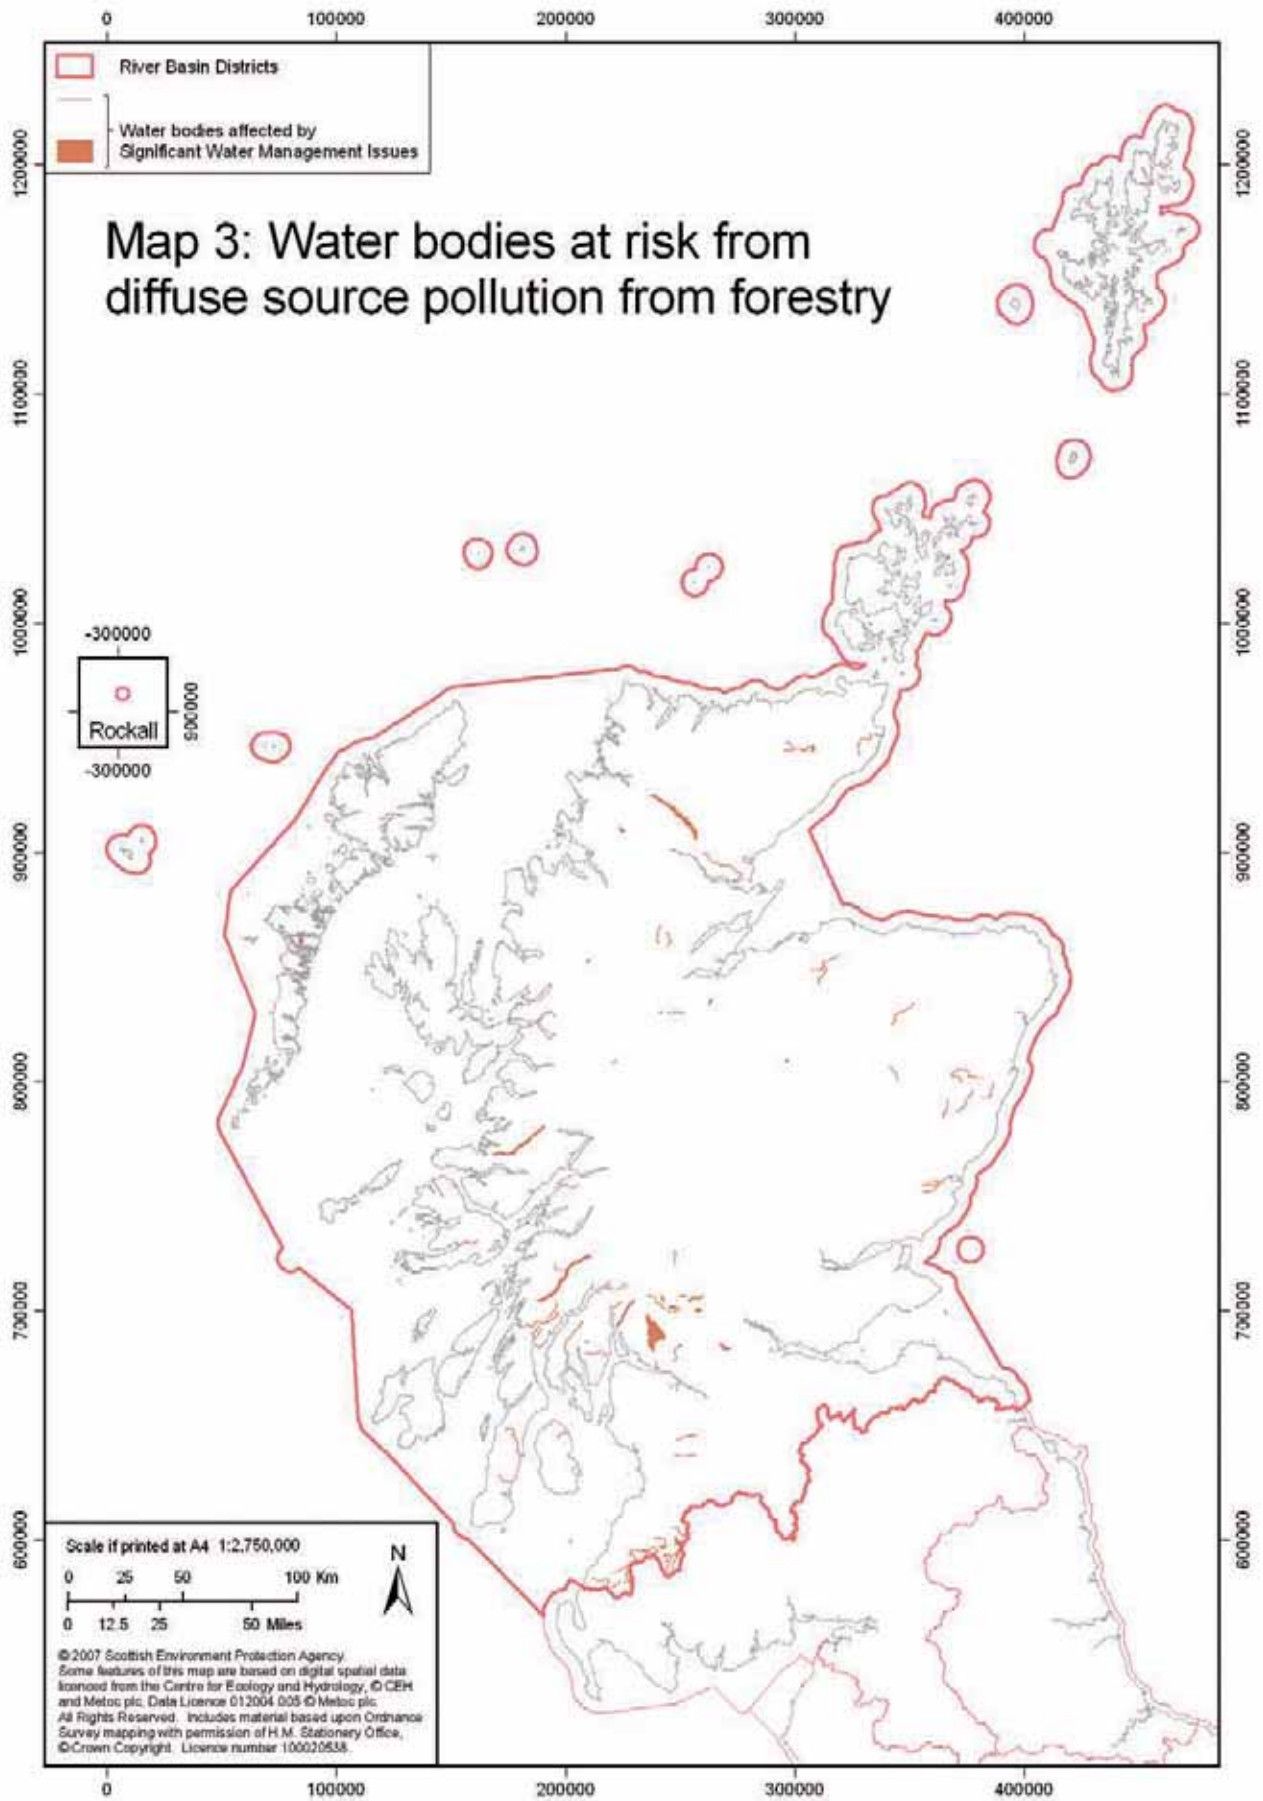 0 100000 200000 300000 400000
River Basin Districts
Water bodies affected by
Significant Water Management Issues
Map 3: Water bodies at risk from
diffuse source pollution from forestry
1200000 1200000
1100000 1100000
1000000 1000000
-300000
Rockall
900000
-300000
900000 900000
800000 800000
700000 700000
600000 600000
Scale if printed at A4 1:2,750,000
N
0 25 50 100 Km
0 12.5 25 50 Miles
© 2007 Scottish Environment Protection Agency.
Some features of this map are based on digital spatial data
licenced from the Centre for Ecology and Hydrology, © CEH
and Metoc plc, Data Licence 012004.005 © Metoc plc.
All Rights Reserved. Includes material based upon Ordnance
Survey mapping with permission of H.M. Stationery Office,
© Crown Copyright. Licence number 100020538.
0 100000 200000 300000 400000